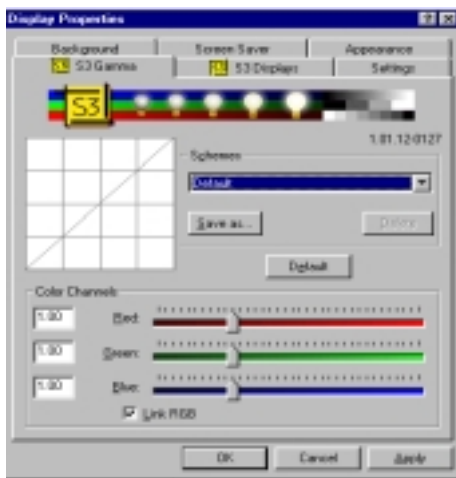 Display Properties
Background Screen Saver Appearance
S3 S3 Gamma S3 S3 Displays Settings
S3
1.01.12-0127
Schemes
Default
Save as... Delete
Default
Color Channels
1.00 Red:
1.00 Green:
1.00 Blue:
Link RGB
OK Cancel Apply